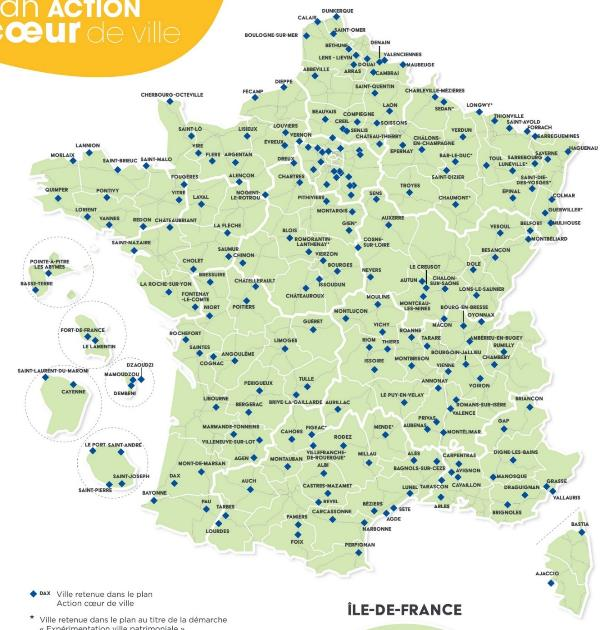 an ACTION
cœur de ville
DUNKERQUE
CALAIS
SAINT-OMER
BOULOGNE-SUR-MER
DENAIN
BÉTHUNE
VALENCIENNES
LENS - LIÉVIN
DOUAI
MAUBEUGE
ABBEVILLE
ARRAS
CAMBRAI
DIEPPE
SAINT-QUENTIN
CHARLEVILLE-MÉZIÈRES
CHERBOURG-OCTEVILLE
FÉCAMP
SEDAN*
LONGWY*
LAON
BEAUVAIS
COMPIÈGNE
THIONVILLE
SAINT-AVOLD
CREIL
SOISSONS
FORBACH
SAINT-LÔ
LISIEUX
LOUVIERS
SENLIS
VERDUN
SARREGUEMINES
VERNON
CHÂTEAU-THIERRY
CHÂLONS-
EN-CHAMPAGNE
ÉVREUX
ÉPERNAY
HAGUENAU
LANNION
VIRE
SAVERNE
MORLAIX
FLERS
ARGENTAN
DREUX
BAR-LE-DUC*
TOUL
SARREBOURG
SAINT-BRIEUC
SAINT-MALO
LUNÉVILLE*
ALENÇON
CHARTRES
SAINT-DIZIER
SAINT-DIÉ-
DES-VOSGES*
FOUGÈRES
QUIMPER
PONTIVY
VITRÉ
LAVAL
NOGENT-
LE-ROTROU
PITHIVIERS
SENS
TROYES
CHAUMONT*
ÉPINAL
COLMAR
LORIENT
MONTARGIS
GUEBWILLER*
VANNES
REDON
CHÂTEAUBRIANT
LA FLÈCHE
GIEN*
AUXERRE
VESOUL
BELFORT
MULHOUSE
BLOIS
MONTBÉLIARD
SAINT-NAZAIRE
ROMORANTIN-
LANTHENAY*
COSNE-
SUR-LOIRE
SAUMUR
CHINON
VIERZON
BESANÇON
POINTE-À-PITRE
LES ABYMES
CHOLET
BOURGES
LE CREUSOT
DOLE
BRESSUIRE
NEVERS
AUTUN
CHALON-
SUR-SAÔNE
BASSE-TERRE
LA ROCHE-SUR-YON
CHÂTELLERAULT
ISSOUDUN
LONS-LE-SAUNIER
FONTENAY
-LE-COMTE
CHÂTEAUROUX
MOULINS
MONTCEAU-
LES-MINES
NIORT
POITIERS
BOURG-EN-BRESSE
MONTLUÇON
OYONNAX
MÂCON
FORT-DE-FRANCE
GUÉRET
VICHY
ROANNE
ROCHEFORT
LE LAMENTIN
LIMOGES
RIOM
THIERS
TARARE
AMBÉRIEU-EN-BUGEY
SAINTES
RUMILLY
ANGOULÊME
BOURGOIN-JALLIEU
COGNAC
ISSOIRE
MONTBRISON
CHAMBÉRY
SAINT-LAURENT-DU-MARONI
DZAOUDZI
VIENNE
MAMOUDZOU
VOIRON
CAYENNE
DEMBENI
PÉRIGUEUX
TULLE
ANNONAY
LIBOURNE
BRIVE-LA-GAILLARDE
LE PUY-EN-VELAY
BRIANÇON
BERGERAC
AURILLAC
ROMANS-SUR-ISÈRE
VALENCE
PRIVAS
MARMANDE-TONNEINS
FIGEAC*
MENDE*
AUBENAS
GAP
VILLENEUVE-SUR-LOT
CAHORS
RODEZ
MONTÉLIMAR
LE PORT
SAINT-ANDRÉ
AGEN
VILLEFRANCHE-
DE-ROUERGUE*
MILLAU
ALÈS
CARPENTRAS
DIGNE-LES-BAINS
MONT-DE-MARSAN
MONTAUBAN
ALBI
BAGNOLS-SUR-CÈZE
AVIGNON
SAINT-JOSEPH
DAX
AUCH
MANOSQUE
GRASSE
SAINT-PIERRE
CASTRES-MAZAMET
LUNEL
TARASCON
CAVAILLON
DRAGUIGNAN
VALLAURIS
BAYONNE
REVEL
ARLES
PAU
TARBES
CARCASSONNE
BÉZIERS
SÈTE
BRIGNOLES
PAMIERS
AGDE
LOURDES
NARBONNE
BASTIA
FOIX
PERPIGNAN
AJACCIO
DAX Ville retenue dans le plan
Action cœur de ville
* Ville retenue dans le plan au titre de la démarche
« Expérimentation ville patrimoniale »
ÎLE-DE-FRANCE